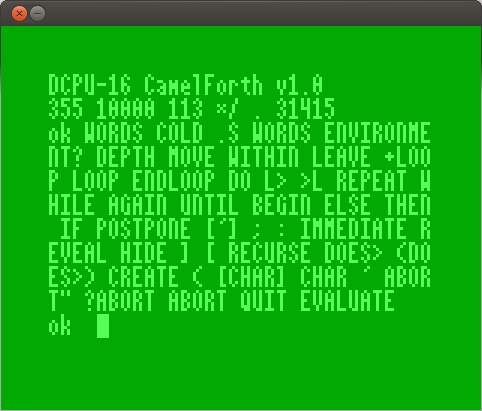 DCPU-16 CamelForth v1.0
355 10000 113 */ . 31415
ok WORDS COLD .S WORDS ENVIRONME
NT? DEPTH MOVE WITHIN LEAVE +LOO
P LOOP ENDLOOP DO L> >L REPEAT W
HILE AGAIN UNTIL BEGIN ELSE THEN
 IF POSTPONE ['] ; : IMMEDIATE R
EVEAL HIDE ] [ RECURSE DOES> (DO
ES>) CREATE ( [CHAR] CHAR ' ABOR
T" ?ABORT ABORT QUIT EVALUATE
ok